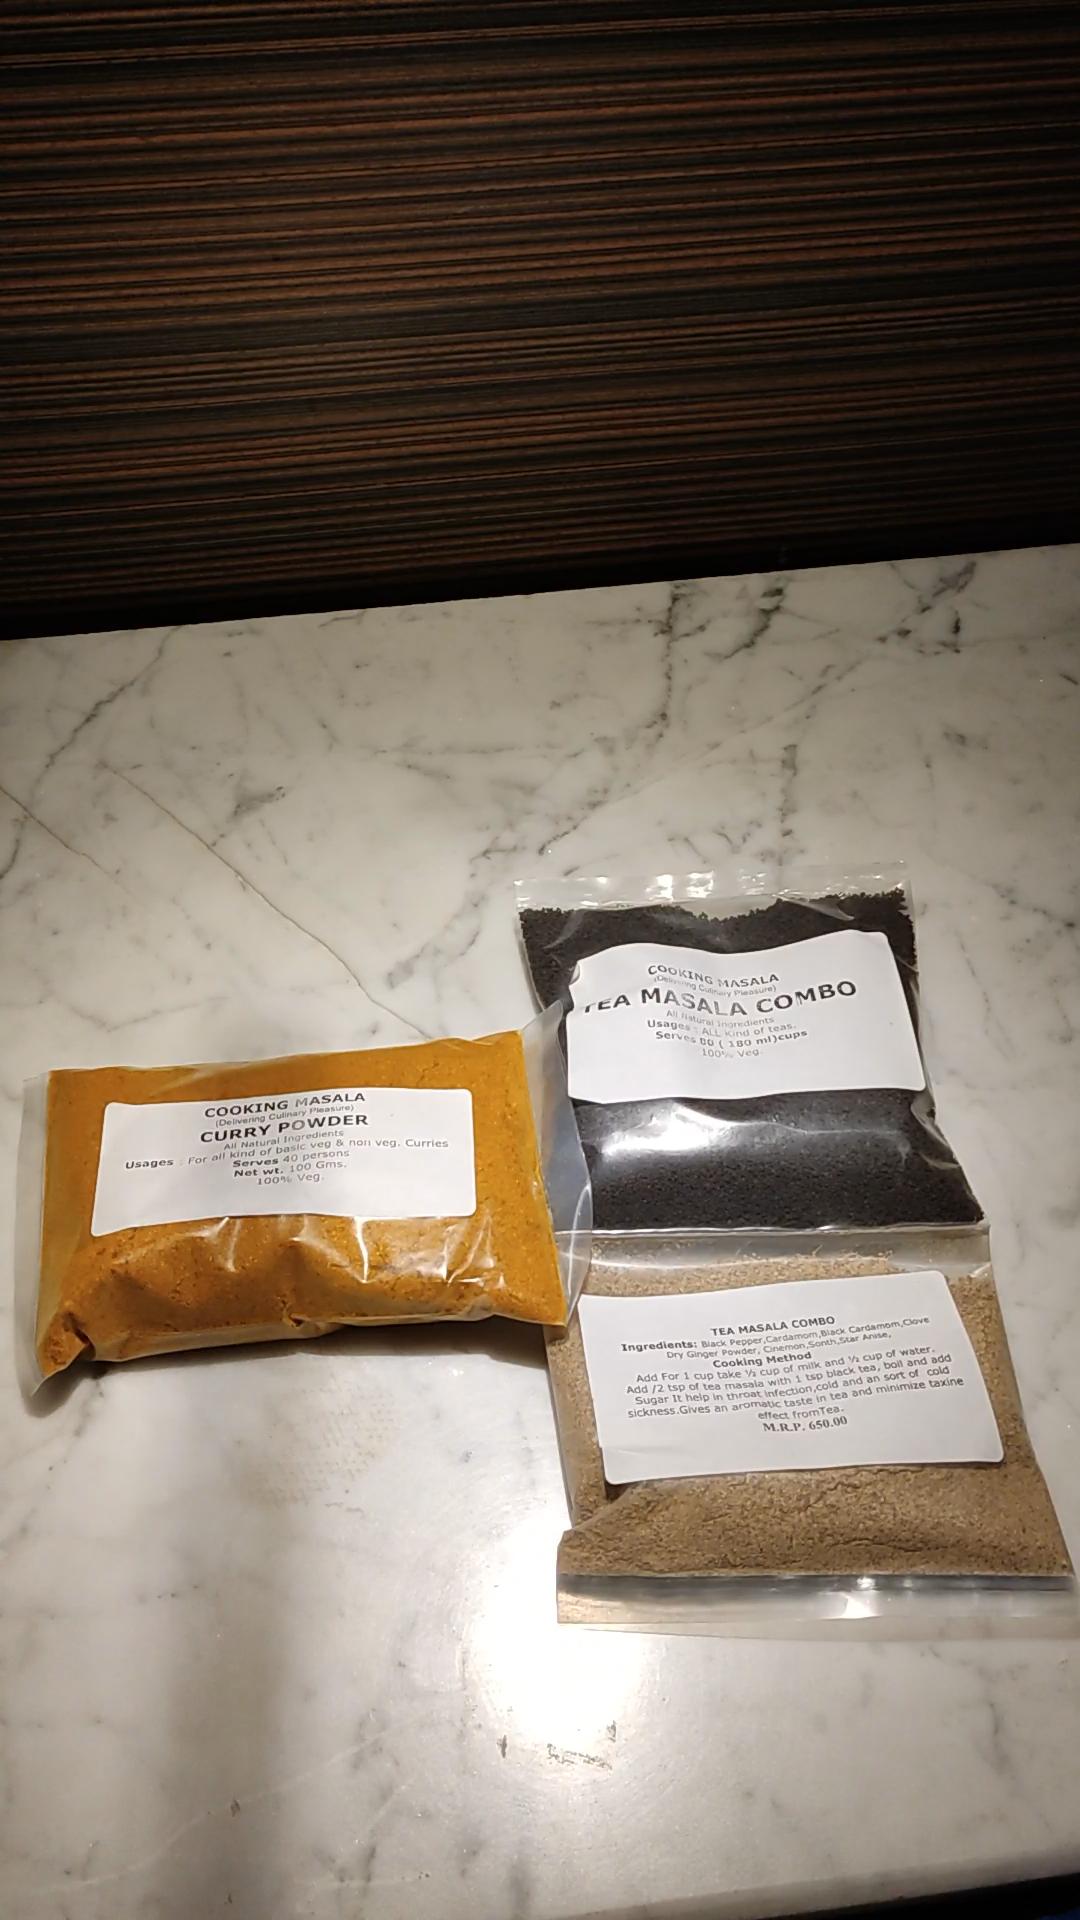 COOKING MASALA
(Delivering Culinary Pleasure)
TEA MASALA COMBO
All Natural Ingredients
Usages : ALL kind of teas.
Serves 80 ( 180 ml)cups
100% Veg.
COOKING MASALA
(Delivering Culinary Pleasure)
CURRY POWDER
All Natural Ingredients
Usages : For all kind of basic veg & non veg. Curries
Serves 40 persons
Net wt. 100 Gms.
100% Veg.
TEA MASALA COMBO
Ingredients: Black Pepper,Cardamom,Black Cardamom,Clove
Dry Ginger Powder, Cinemon,Sonth,Star Anise,
Cooking Method
Add For 1 cup take ½ cup of milk and ½ cup of water.
Add /2 tsp of tea masala with 1 tsp black tea, boil and add
Sugar It help in throat infection,cold and an sort of cold
sickness.Gives an aromatic taste in tea and minimize taxine
effect fromTea.
M.R.P. 650.00